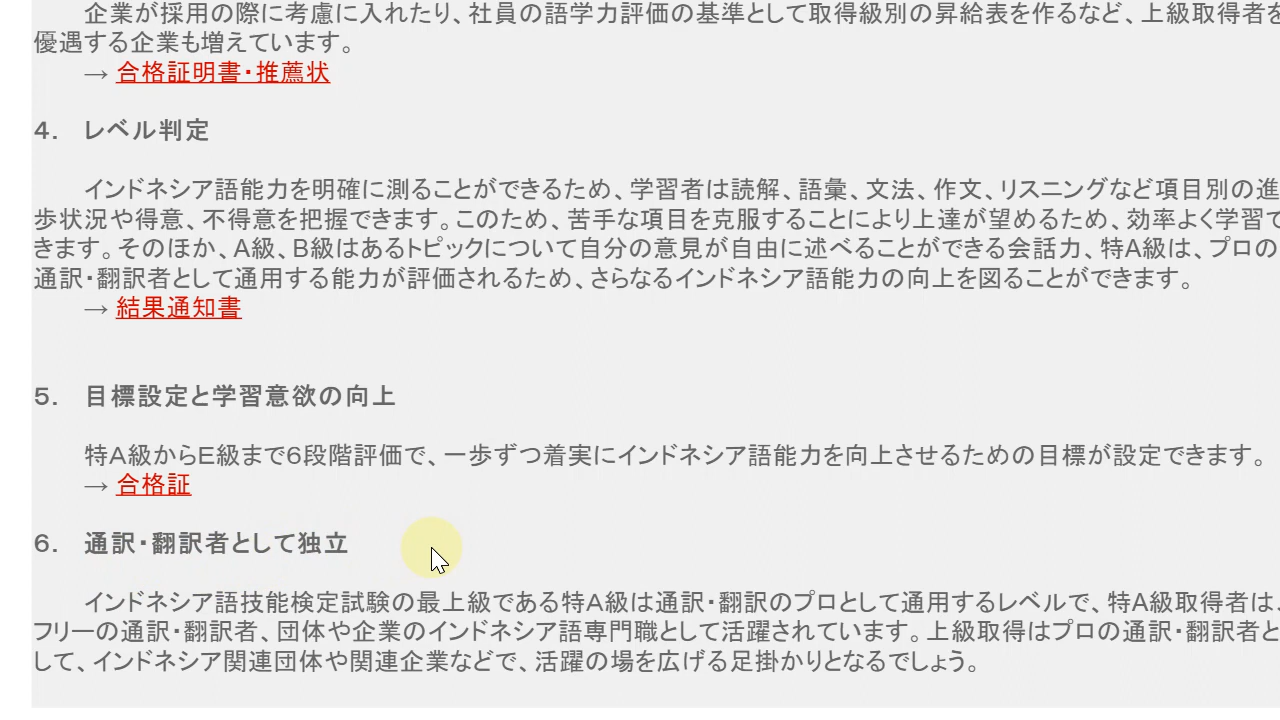 企業が採用の際に考慮に入れたり、社員の語学力評価の基準として取得級別の昇給表を作るなど、上級取得者を
優遇する企業も増えています。
→ 合格証明書・推薦状
4. レベル判定
インドネシア語能力を明確に測ることができるため、学習者は読解、語彙、文法、作文、リスニングなど項目別の進
歩状況や得意、不得意を把握できます。このため、苦手な項目を克服することにより上達が望めるため、効率よく学習で
きます。そのほか、A級、B級はあるトピックについて自分の意見が自由に述べることができる会話力、特A級は、プロの
通訳・翻訳者として通用する能力が評価されるため、さらなるインドネシア語能力の向上を図ることができます。
→ 結果通知書
5. 目標設定と学習意欲の向上
特A級からE級まで6段階評価で、一歩ずつ着実にインドネシア語能力を向上させるための目標が設定できます。
→ 合格証
6. 通訳・翻訳者として独立
インドネシア語技能検定試験の最上級である特A級は通訳・翻訳のプロとして通用するレベルで、特A級取得者は、
フリーの通訳・翻訳者、団体や企業のインドネシア語専門職として活躍されています。上級取得はプロの通訳・翻訳者と
して、インドネシア関連団体や関連企業などで、活躍の場を広げる足掛かりとなるでしょう。